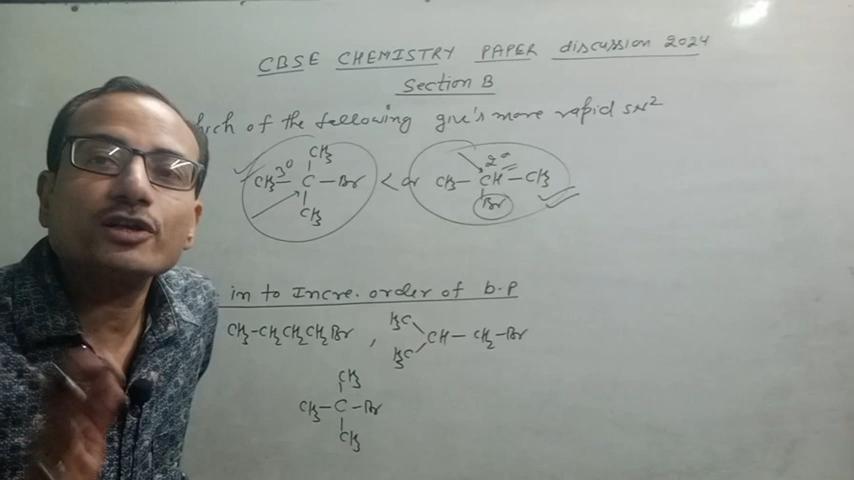 CBSE CHEMISTRY PAPER discussion 2024
Section B
hich of the following give's more rapid SN²
CH₃
CH₃ 3° C Br < or CH₃ CH 2° CH₃
CH₃ Br
in to Incre. order of b.p
CH₃-CH₂CH₂CH₂Br , H₃C
H₃C CH CH₂-Br
CH₃
CH₃-C-Br
CH₃